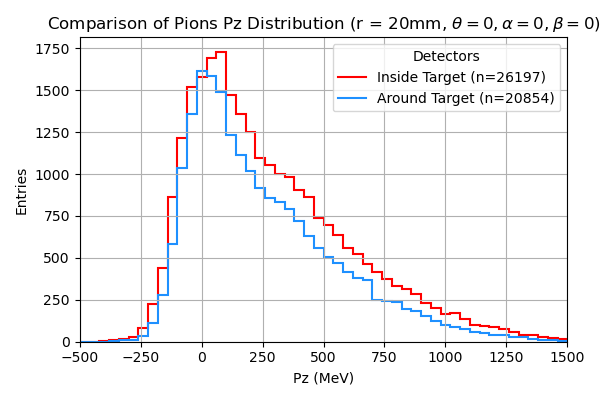 Comparison of Pions Pz Distribution (r = 20mm, θ = 0, α = 0, β = 0)
Detectors
Inside Target (n=26197)
Around Target (n=20854)
Entries
1750
1500
1250
1000
750
500
250
0
−500 −250 0 250 500 750 1000 1250 1500
Pz (MeV)